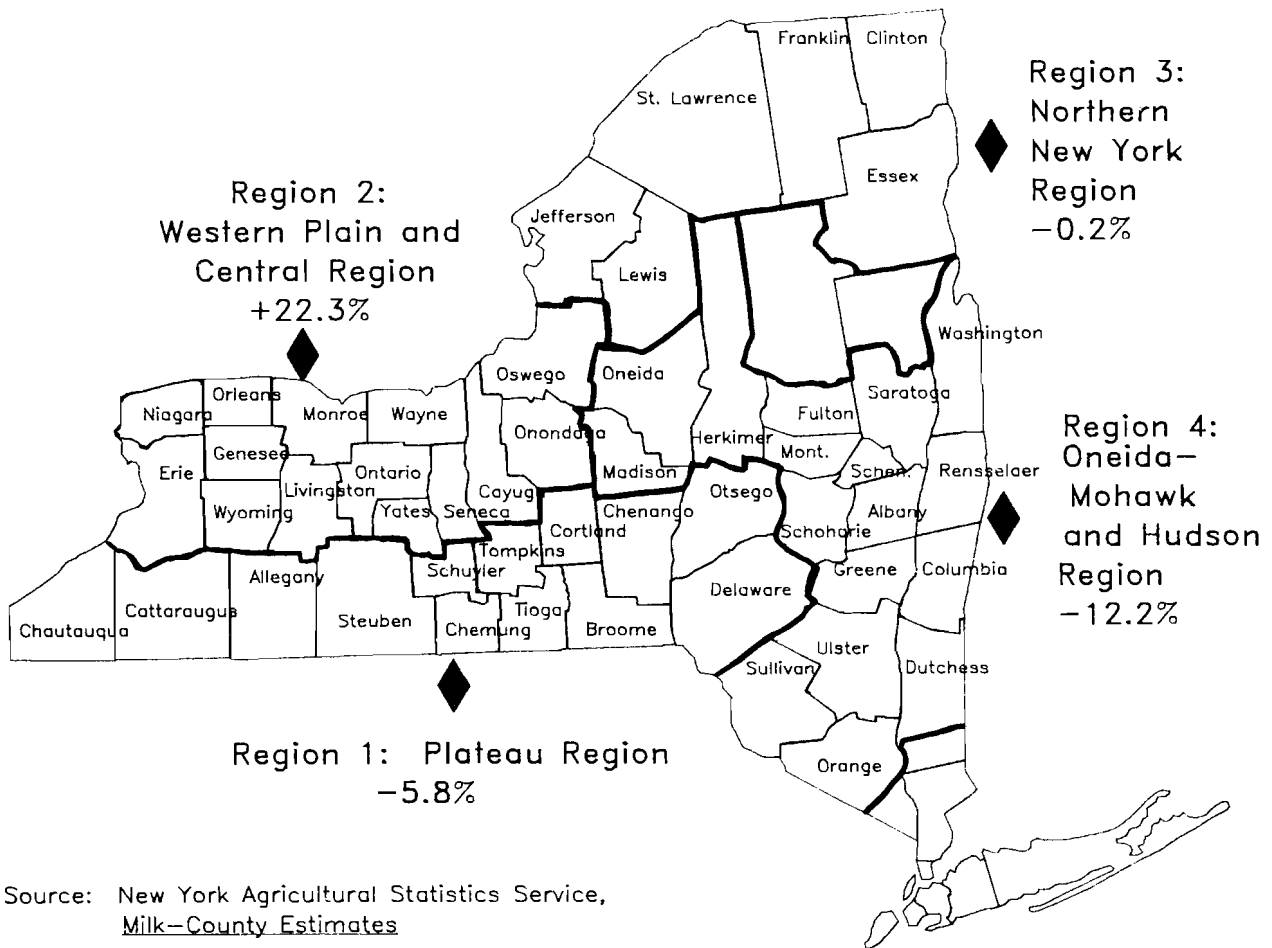 Franklin
Clinton
St. Lawrence
Region 3:
Northern
New York
Region
−0.2%
Essex
Region 2:
Western Plain and
Central Region
+22.3%
Jefferson
Lewis
Washington
Oswego
Oneida
Orleans
Niagara
Monroe
Wayne
Saratoga
Fulton
Onondaga
Herkimer
Mont.
Region 4:
Oneida−
Mohawk
and Hudson
Region
−12.2%
Genesee
Erie
Ontario
Madison
Schen.
Rensselaer
Livingston
Cayug
Otsego
Wyoming
Yates
Seneca
Chenango
Albany
Cortland
Schoharie
Tompkins
Allegany
Schuyler
Greene
Columbia
Cattaraugus
Delaware
Steuben
Tioga
Chautauqua
Chemung
Broome
Ulster
Sullivan
Dutchess
Orange
Region 1: Plateau Region
−5.8%
Source: New York Agricultural Statistics Service,
Milk−County Estimates